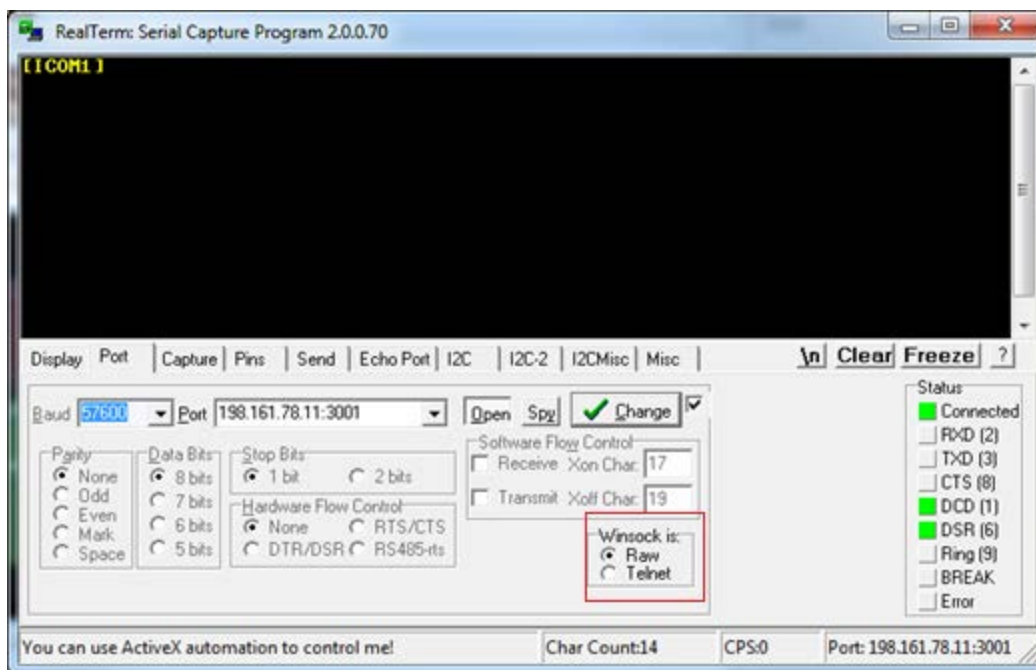 RealTerm: Serial Capture Program 2.0.0.70
[ICOM1]
Display Port Capture Pins Send Echo Port I2C I2C-2 I2CMisc Misc \n Clear Freeze ?
Baud 57600 Port 198.161.78.11:3001 Open Spy Change
Parity
None
Odd
Even
Mark
Space
Data Bits
8 bits
7 bits
6 bits
5 bits
Stop Bits
1 bit 2 bits
Hardware Flow Control
None RTS/CTS
DTR/DSR RS485-rts
Software Flow Control
Receive Xon Char: 17
Transmit Xoff Char: 19
Winsock is:
Raw
Telnet
Status
Connected
RXD (2)
TXD (3)
CTS (8)
DCD (1)
DSR (6)
Ring (9)
BREAK
Error
You can use ActiveX automation to control me! Char Count:14 CPS:0 Port: 198.161.78.11:3001